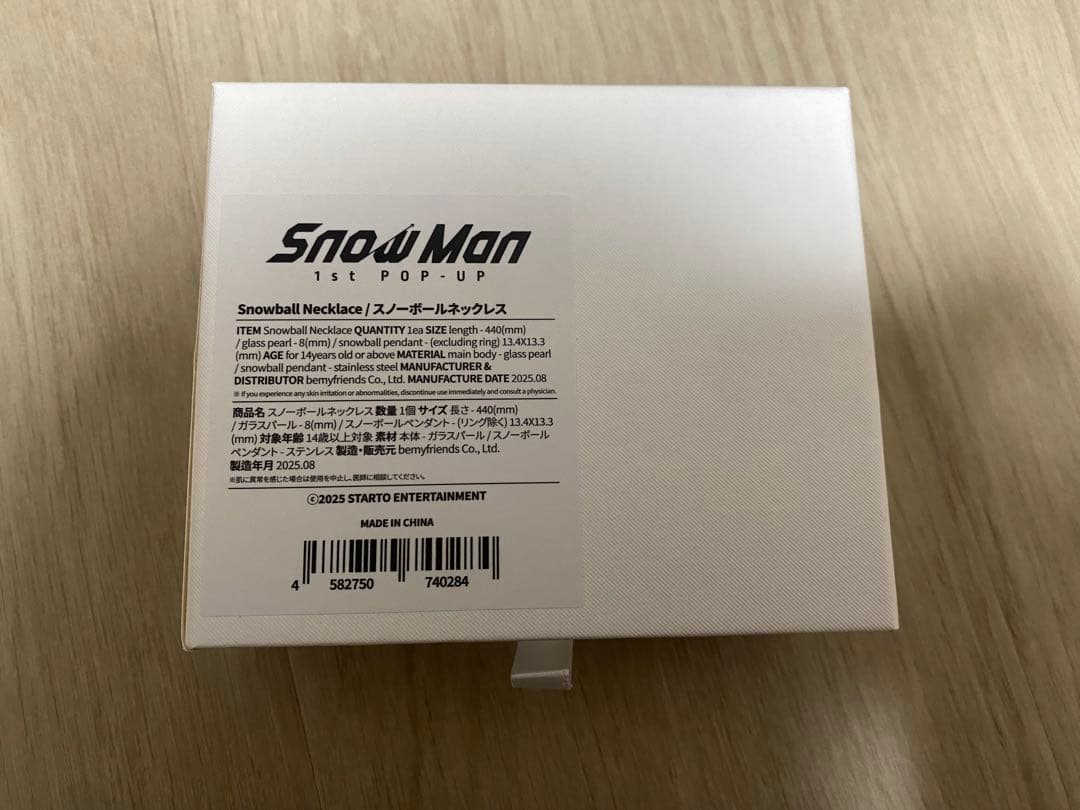 Snow Man
1st POP-UP
Snowball Necklace / スノーボールネックレス
ITEM Snowball Necklace QUANTITY 1ea SIZE length - 440(mm)
/ glass pearl - 8(mm) / snowball pendant - (excluding ring) 13.4X13.3
(mm) AGE for 14years old or above MATERIAL main body - glass pearl
/ snowball pendant - stainless steel MANUFACTURER &
DISTRIBUTOR bemyfriends Co., Ltd. MANUFACTURE DATE 2025.08
※ If you experience any skin irritation or abnormalities, discontinue use immediately and consult a physician.
商品名 スノーボールネックレス 数量 1個 サイズ 長さ - 440(mm)
/ ガラスパール - 8(mm) / スノーボールペンダント - (リング除く) 13.4X13.3
(mm) 対象年齢 14歳以上対象 素材 本体 - ガラスパール / スノーボール
ペンダント - ステンレス 製造・販売元 bemyfriends Co., Ltd.
製造年月 2025.08
※肌に異常を感じた場合は使用を中止し、医師に相談してください。
©2025 STARTO ENTERTAINMENT
MADE IN CHINA
4 582750 740284